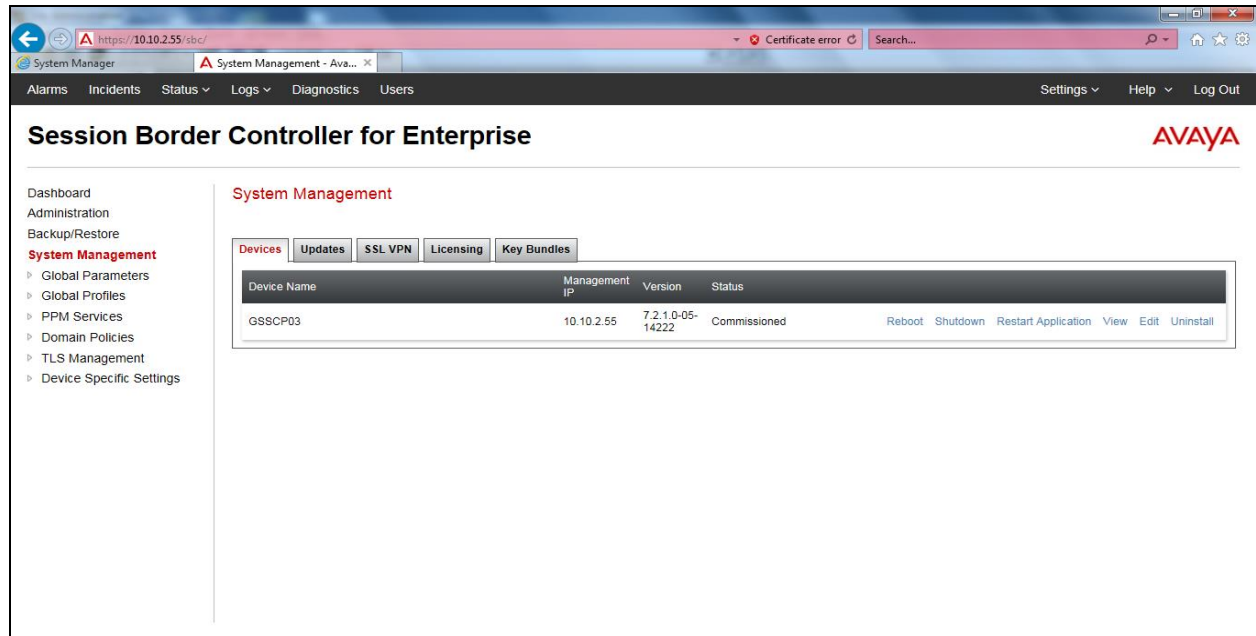 https://10.10.2.55/sbc/
Certificate error
Search...
System Manager
System Management - Ava...
Alarms Incidents Status Logs Diagnostics Users Settings Help Log Out
Session Border Controller for Enterprise
AVAYA
Dashboard
Administration
Backup/Restore
System Management
Global Parameters
Global Profiles
PPM Services
Domain Policies
TLS Management
Device Specific Settings
System Management
Devices Updates SSL VPN Licensing Key Bundles
Device Name Management IP Version Status
GSSCP03 10.10.2.55 7.2.1.0-05-14222 Commissioned Reboot Shutdown Restart Application View Edit Uninstall